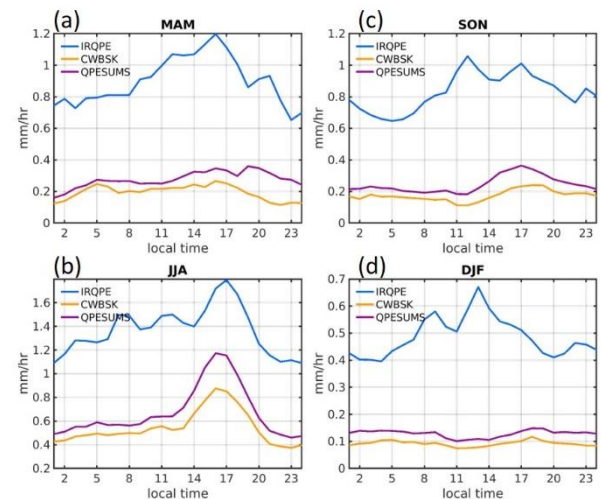 (a)
MAM
1.2
1
0.8
0.6
0.4
0.2
0
mm/hr
IRQPE
CWBSK
QPESUMS
2 5 8 11 14 17 20 23
local time
(c)
SON
1.2
1
0.8
0.6
0.4
0.2
0
mm/hr
IRQPE
CWBSK
QPESUMS
2 5 8 11 14 17 20 23
local time
(b)
JJA
1.6
1.4
1.2
1
0.8
0.6
0.4
0.2
mm/hr
IRQPE
CWBSK
QPESUMS
2 5 8 11 14 17 20 23
local time
(d)
DJF
0.7
0.6
0.5
0.4
0.3
0.2
0.1
0
mm/hr
IRQPE
CWBSK
QPESUMS
2 5 8 11 14 17 20 23
local time